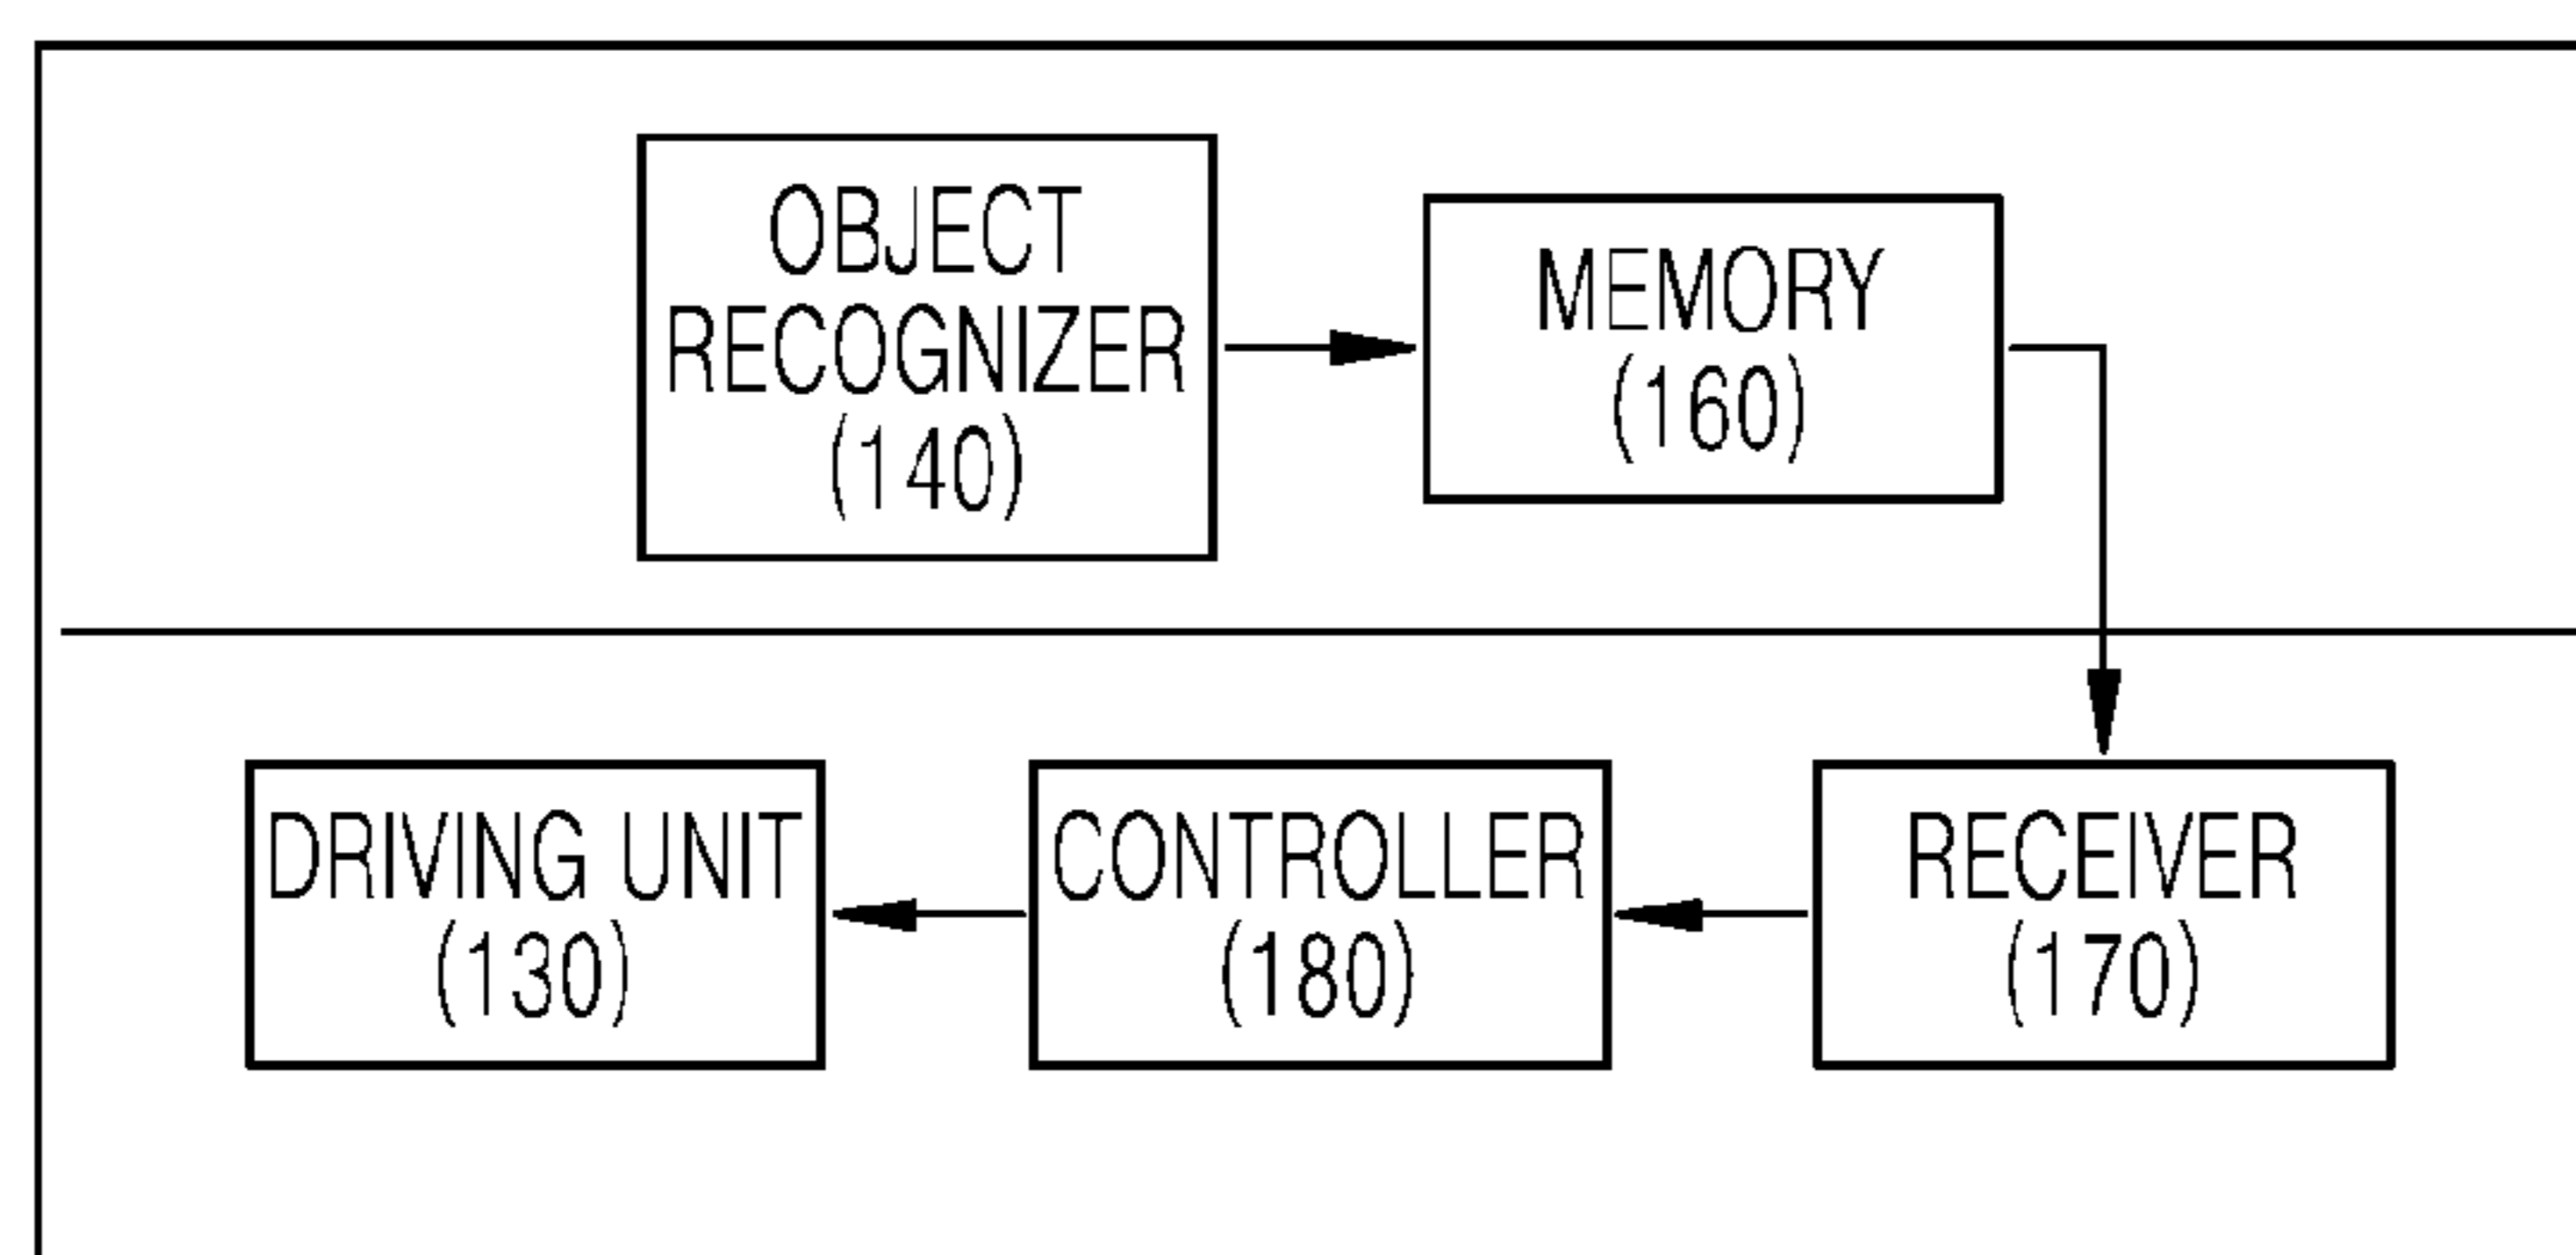 OBJECT
RECOGNIZER
(140)
MEMORY
(160)
DRIVING UNIT
(130)
CONTROLLER
(180)
RECEIVER
(170)